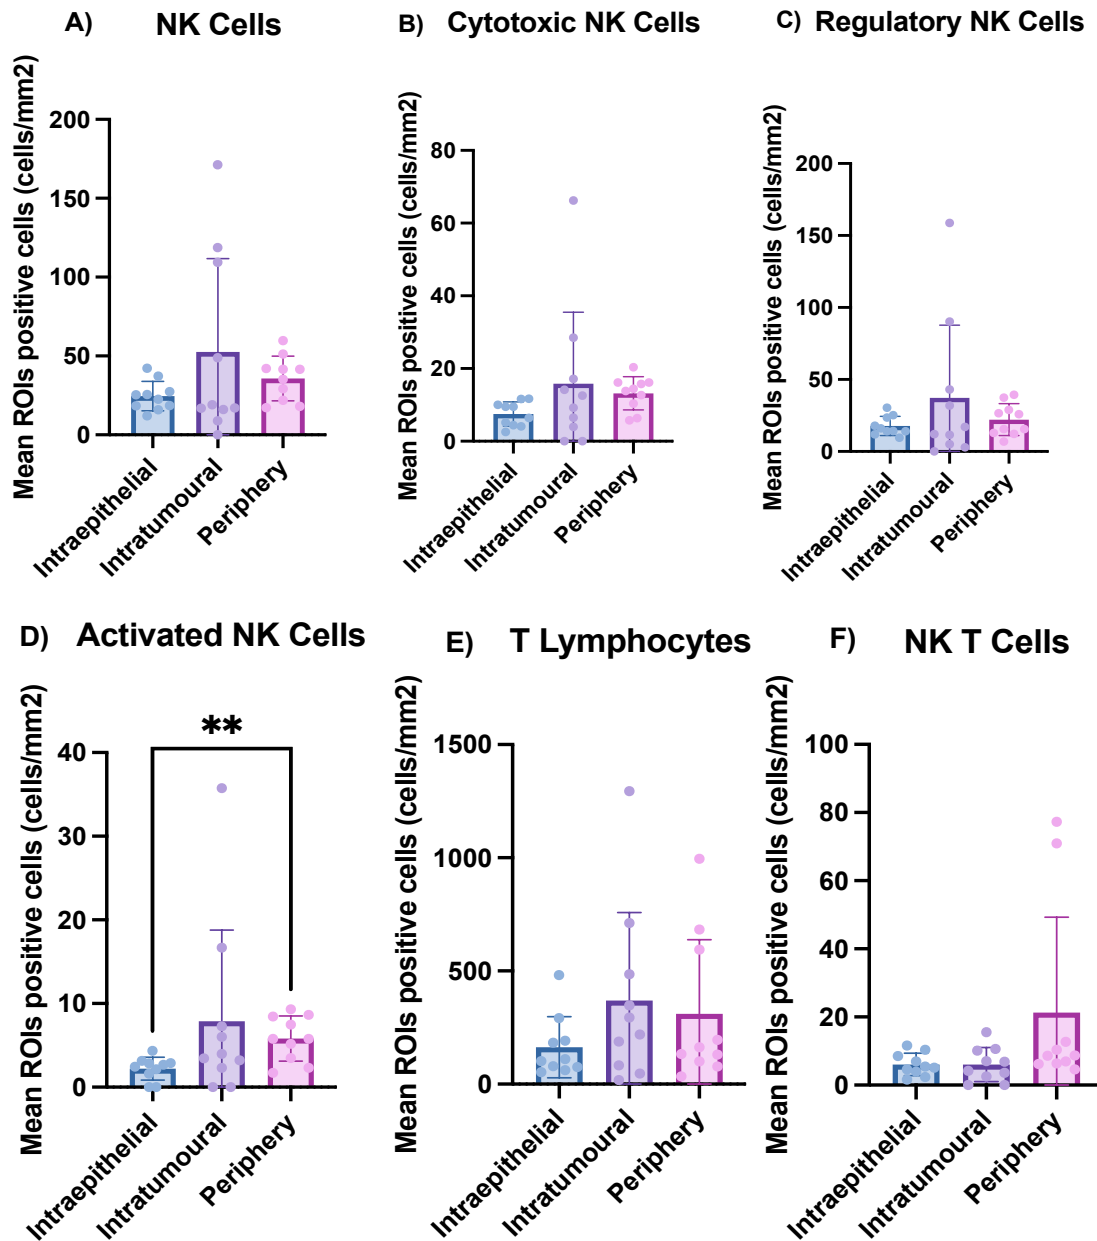 A) NK Cells
Mean ROIs positive cells (cells/mm2)
200
150
100
50
0
Intraepithelial
Intratumoural
Periphery
B) Cytotoxic NK Cells
Mean ROIs positive cells (cells/mm2)
80
60
40
20
0
Intraepithelial
Intratumoural
Periphery
C) Regulatory NK Cells
Mean ROIs positive cells (cells/mm2)
200
150
100
50
0
Intraepithelial
Intratumoural
Periphery
D) Activated NK Cells
Mean ROIs positive cells (cells/mm2)
**
40
30
20
10
0
Intraepithelial
Intratumoural
Periphery
E) T Lymphocytes
Mean ROIs positive cells (cells/mm2)
1500
1000
500
0
Intraepithelial
Intratumoural
Periphery
F) NK T Cells
Mean ROIs positive cells (cells/mm2)
100
80
60
40
20
0
Intraepithelial
Intratumoural
Periphery